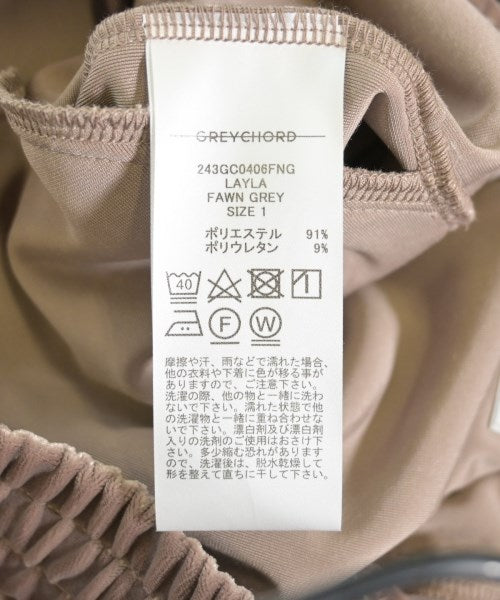 GREYCHORD
243GC0406FNG
LAYLA
FAWN GREY
SIZE 1
ポリエステル 91%
ポリウレタン 9%
40
F W
摩擦や汗、雨などで濡れた場合、
他の衣料や下着に色が移る事が
ありますので、ご注意下さい。
洗濯の際、他の物と一緒に洗わ
ないで下さい。濡れた状態で他
の洗濯物と一緒に重ね合わせな
いで下さい。漂白剤及び漂白剤
入りの洗剤のご使用はおさけ下
さい。多少縮む恐れがあります
ので、洗濯後は、脱水乾燥して
形を整えて直ちに干して下さい